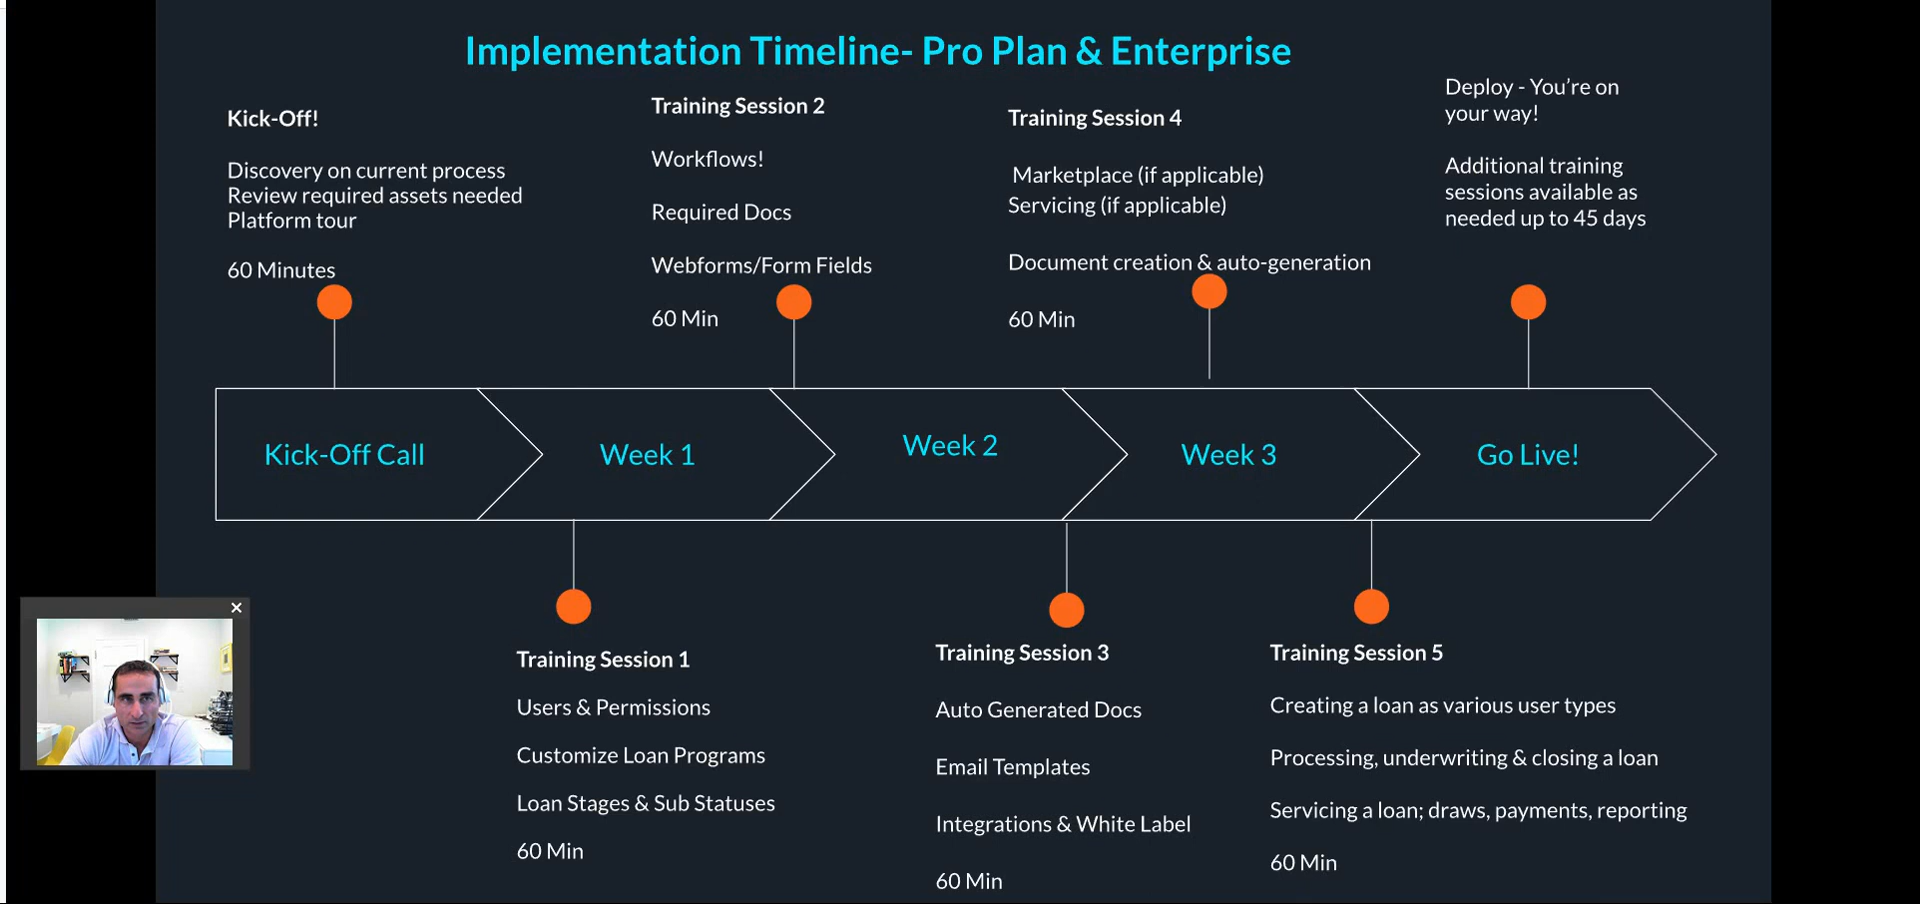 Implementation Timeline- Pro Plan & Enterprise
Kick-Off!
Discovery on current process
Review required assets needed
Platform tour
60 Minutes
Training Session 2
Workflows!
Required Docs
Webforms/Form Fields
60 Min
Training Session 4
Marketplace (if applicable)
Servicing (if applicable)
Document creation & auto-generation
60 Min
Deploy - You’re on
your way!
Additional training
sessions available as
needed up to 45 days
Kick-Off Call
Week 1
Week 2
Week 3
Go Live!
Training Session 1
Users & Permissions
Customize Loan Programs
Loan Stages & Sub Statuses
60 Min
Training Session 3
Auto Generated Docs
Email Templates
Integrations & White Label
60 Min
Training Session 5
Creating a loan as various user types
Processing, underwriting & closing a loan
Servicing a loan; draws, payments, reporting
60 Min